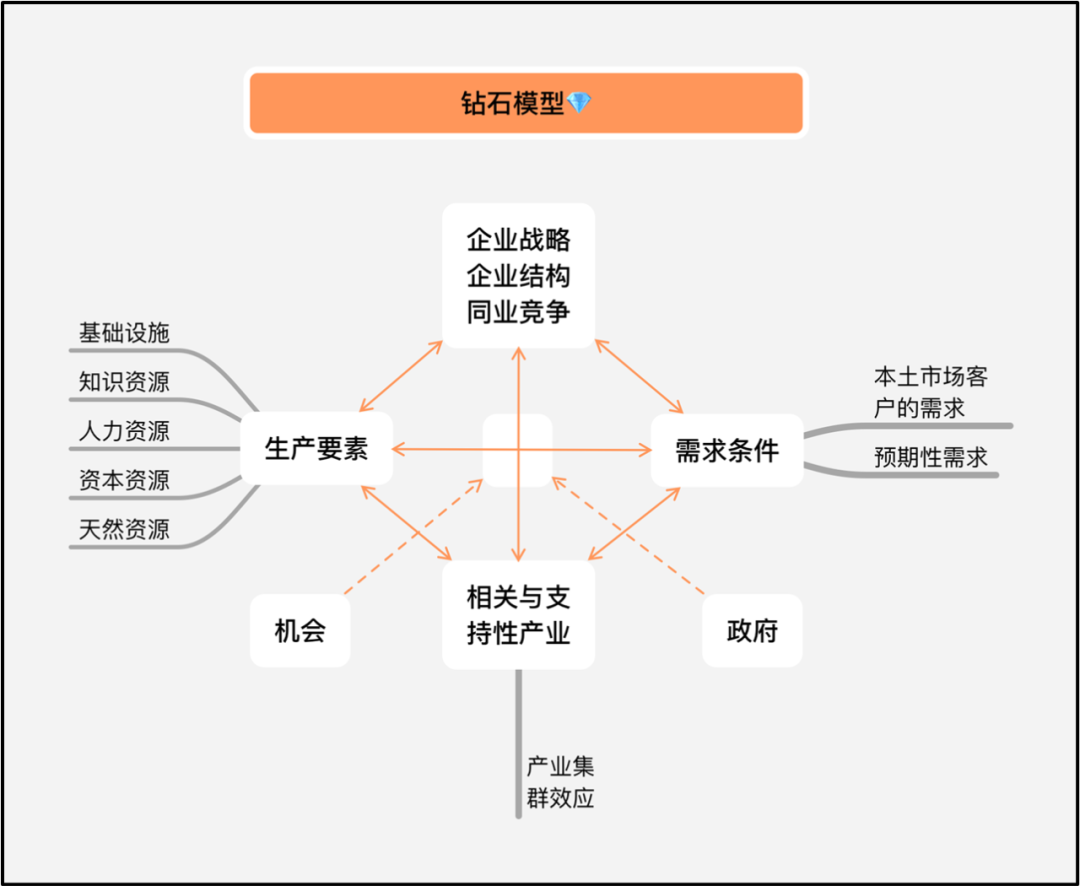 钻石模型💎
企业战略
企业结构
同业竞争
基础设施
知识资源
人力资源
资本资源
天然资源
生产要素
需求条件
本土市场客
户的需求
预期性需求
机会
相关与支
持性产业
政府
产业集
群效应